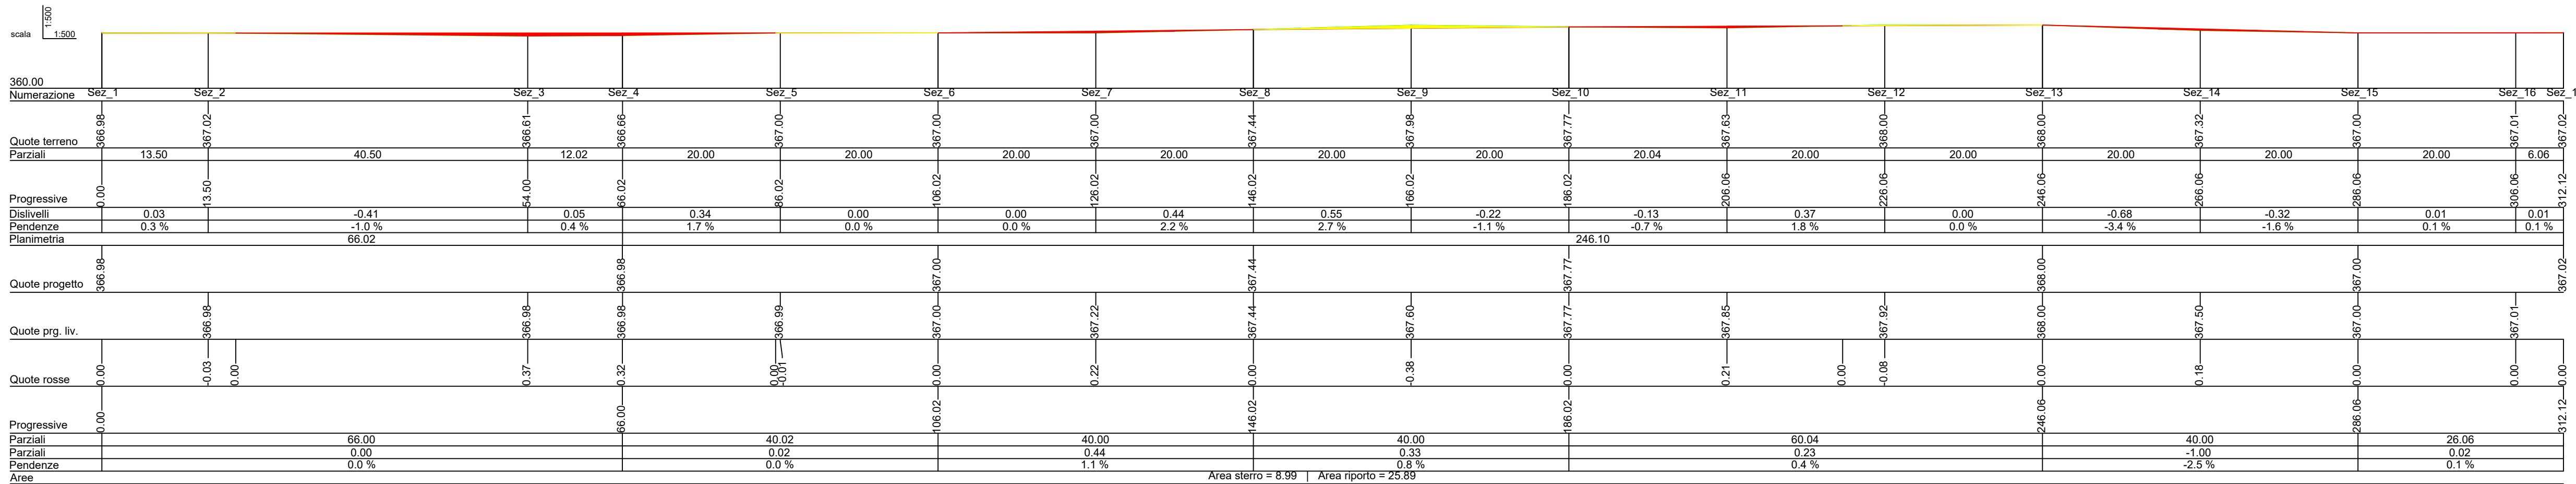 1:500
scala 1:500
360.00
Numerazione Sez_1 Sez_2 Sez_3 Sez_4 Sez_5 Sez_6 Sez_7 Sez_8 Sez_9 Sez_10 Sez_11 Sez_12 Sez_13 Sez_14 Sez_15 Sez_16 Sez_1
Quote terreno 366.98 367.02 366.61 366.66 367.00 367.00 367.00 367.44 367.98 367.77 367.63 368.00 368.00 367.32 367.00 367.01 367.02
Parziali 13.50 40.50 12.02 20.00 20.00 20.00 20.00 20.00 20.00 20.04 20.00 20.00 20.00 20.00 20.00 6.06
Progressive 0.00 13.50 54.00 66.02 86.02 106.02 126.02 146.02 166.02 186.02 206.06 226.06 246.06 266.06 286.06 306.06 312.12
Dislivelli 0.03 -0.41 0.05 0.34 0.00 0.00 0.44 0.55 -0.22 -0.13 0.37 0.00 -0.68 -0.32 0.01 0.01
Pendenze 0.3 % -1.0 % 0.4 % 1.7 % 0.0 % 0.0 % 2.2 % 2.7 % -1.1 % -0.7 % 1.8 % 0.0 % -3.4 % -1.6 % 0.1 % 0.1 %
Planimetria 66.02 246.10
Quote progetto 366.98 366.98 367.00 367.44 367.77 368.00 367.00 367.02
Quote prg. liv. 366.98 366.98 366.98 366.99 367.00 367.22 367.44 367.60 367.77 367.85 367.92 368.00 367.50 367.00 367.01
Quote rosse 0.00 -0.03 0.00 0.37 0.32 0.00 -0.01 0.00 0.22 0.00 -0.38 0.00 0.21 0.00 -0.08 0.00 0.18 0.00 0.00 0.00
Progressive 0.00 66.00 106.02 146.02 186.02 246.06 286.06 312.12
Parziali 66.00 40.02 40.00 40.00 60.04 40.00 26.06
Parziali 0.00 0.02 0.44 0.33 0.23 -1.00 0.02
Pendenze 0.0 % 0.0 % 1.1 % 0.8 % 0.4 % -2.5 % 0.1 %
Aree Area sterro = 8.99 | Area riporto = 25.89